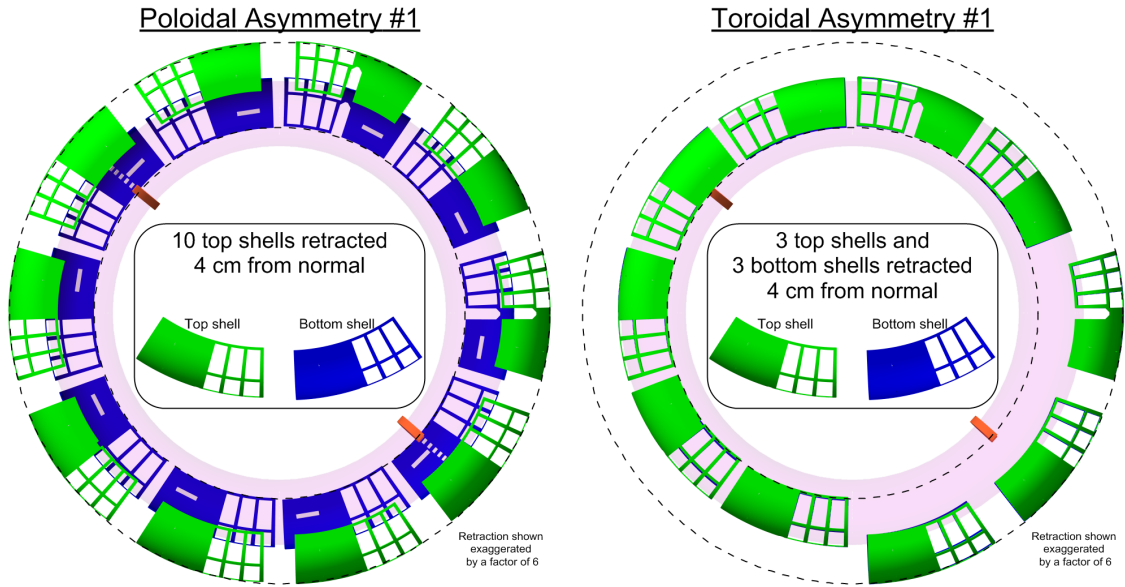 Poloidal Asymmetry #1
10 top shells retracted
4 cm from normal
Top shell
Bottom shell
Retraction shown
exaggerated
by a factor of 6
Toroidal Asymmetry #1
3 top shells and
3 bottom shells retracted
4 cm from normal
Top shell
Bottom shell
Retraction shown
exaggerated
by a factor of 6